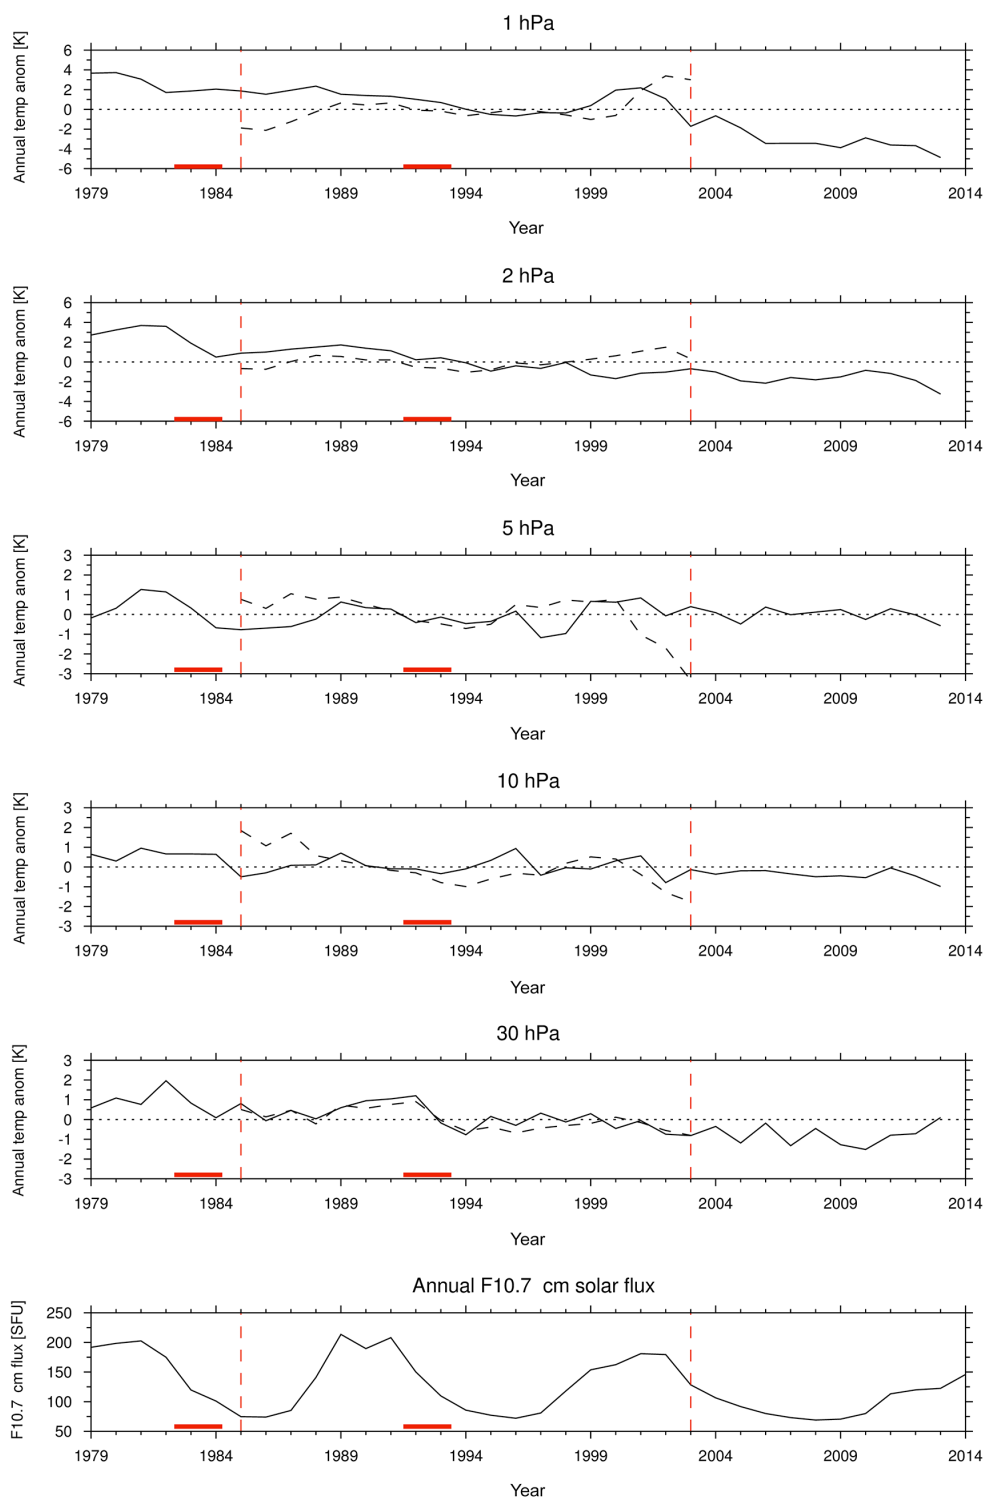 1 hPa
Annual temp anom [K]
6
4
2
0
-2
-4
-6
1979 1984 1989 1994 1999 2004 2009 2014
Year
2 hPa
Annual temp anom [K]
6
4
2
0
-2
-4
-6
1979 1984 1989 1994 1999 2004 2009 2014
Year
5 hPa
Annual temp anom [K]
3
2
1
0
-1
-2
-3
1979 1984 1989 1994 1999 2004 2009 2014
Year
10 hPa
Annual temp anom [K]
3
2
1
0
-1
-2
-3
1979 1984 1989 1994 1999 2004 2009 2014
Year
30 hPa
Annual temp anom [K]
3
2
1
0
-1
-2
-3
1979 1984 1989 1994 1999 2004 2009 2014
Year
Annual F10.7 cm solar flux
F10.7 cm flux [SFU]
250
200
150
100
50
1979 1984 1989 1994 1999 2004 2009 2014
Year